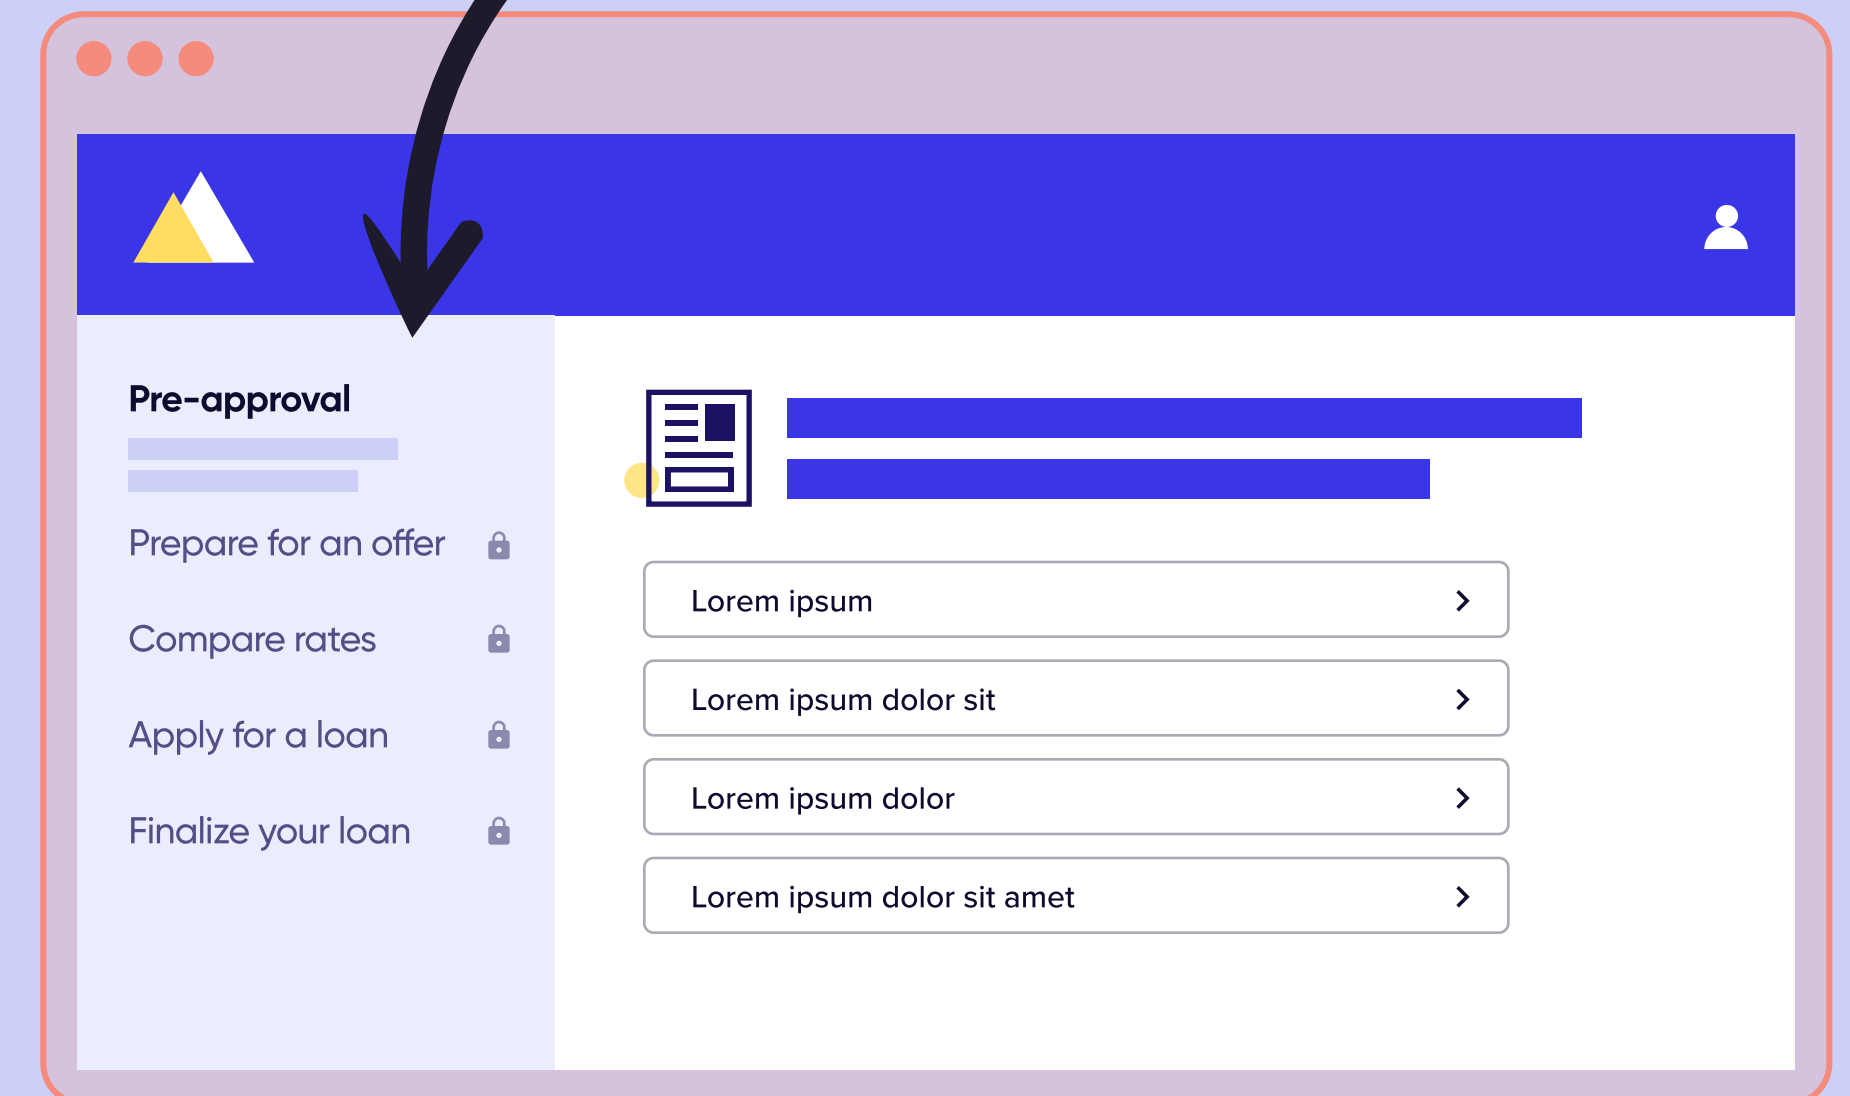 Pre-approval
Prepare for an offer
Compare rates
Apply for a loan
Finalize your loan
Lorem ipsum
Lorem ipsum dolor sit
Lorem ipsum dolor
Lorem ipsum dolor sit amet